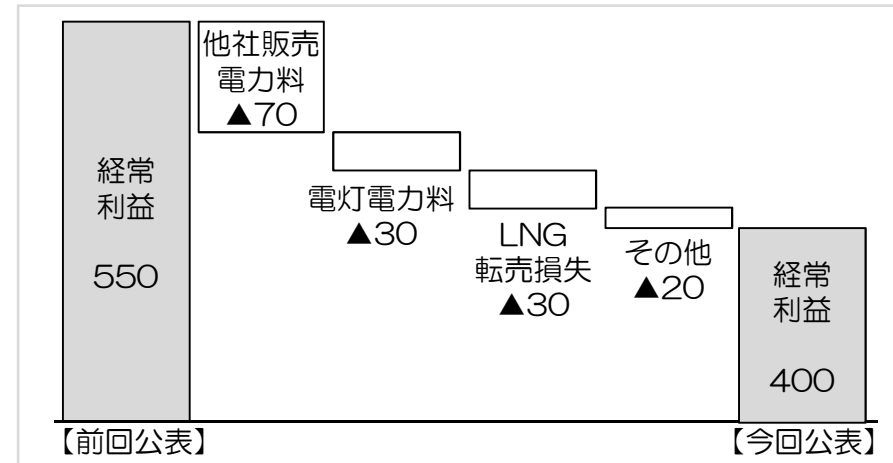 他社販売
電力料
▲70
経常
利益
550
電灯電力料
▲30
LNG
転売損失
▲30
その他
▲20
経常
利益
400
【前回公表】
【今回公表】